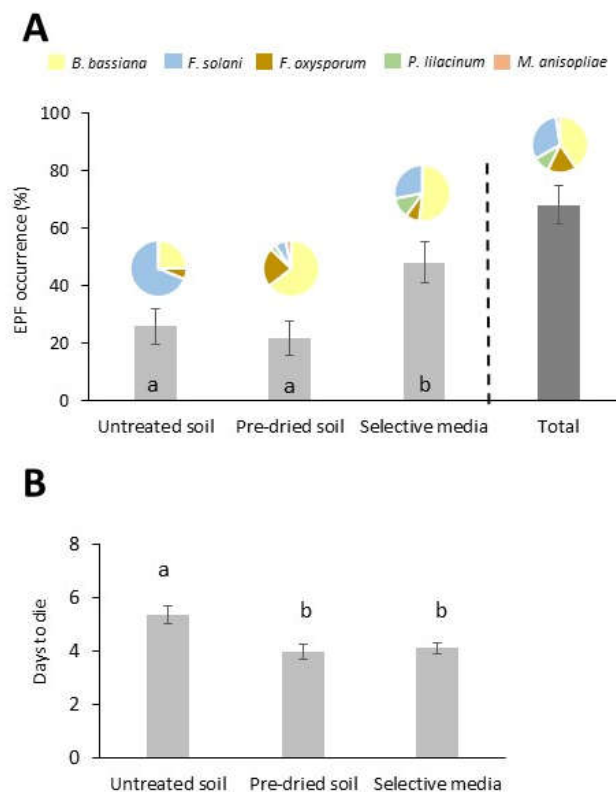 A
B. bassiana F. solani F. oxysporum P. lilacinum M. anisopliae
100
80
60
40
20
0
EPF occurrence (%)
a a b
Untreated soil Pre-dried soil Selective media Total
B
8
6
4
2
0
Days to die
a b b
Untreated soil Pre-dried soil Selective media